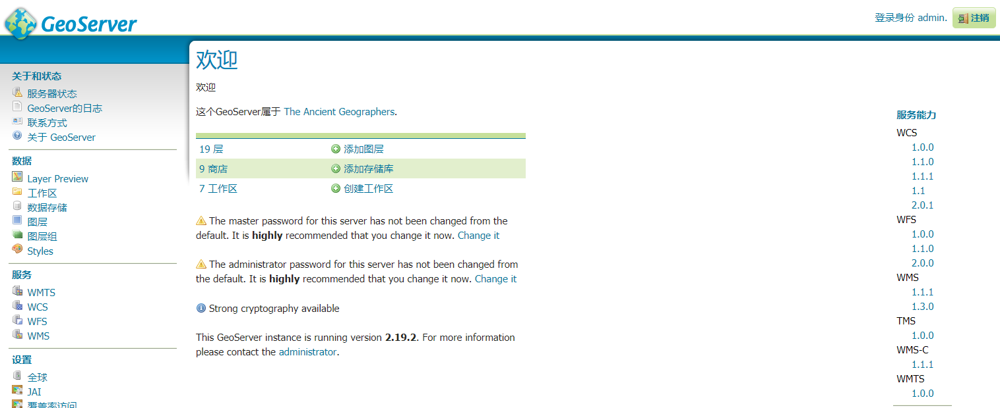 GeoServer
登录身份 admin.
注销
关于和状态
服务器状态
GeoServer的日志
联系方式
关于 GeoServer
数据
Layer Preview
工作区
数据存储
图层
图层组
Styles
服务
WMTS
WCS
WFS
WMS
设置
全球
JAI
覆盖率访问
欢迎
欢迎
这个GeoServer属于 The Ancient Geographers.
19 层 添加图层
9 商店 添加存储库
7 工作区 创建工作区
The master password for this server has not been changed from the
default. It is highly recommended that you change it now. Change it
The administrator password for this server has not been changed from
the default. It is highly recommended that you change it now. Change it
Strong cryptography available
This GeoServer instance is running version 2.19.2. For more information
please contact the administrator.
服务能力
WCS
1.0.0
1.1.0
1.1.1
1.1
2.0.1
WFS
1.0.0
1.1.0
2.0.0
WMS
1.1.1
1.3.0
TMS
1.0.0
WMS-C
1.1.1
WMTS
1.0.0